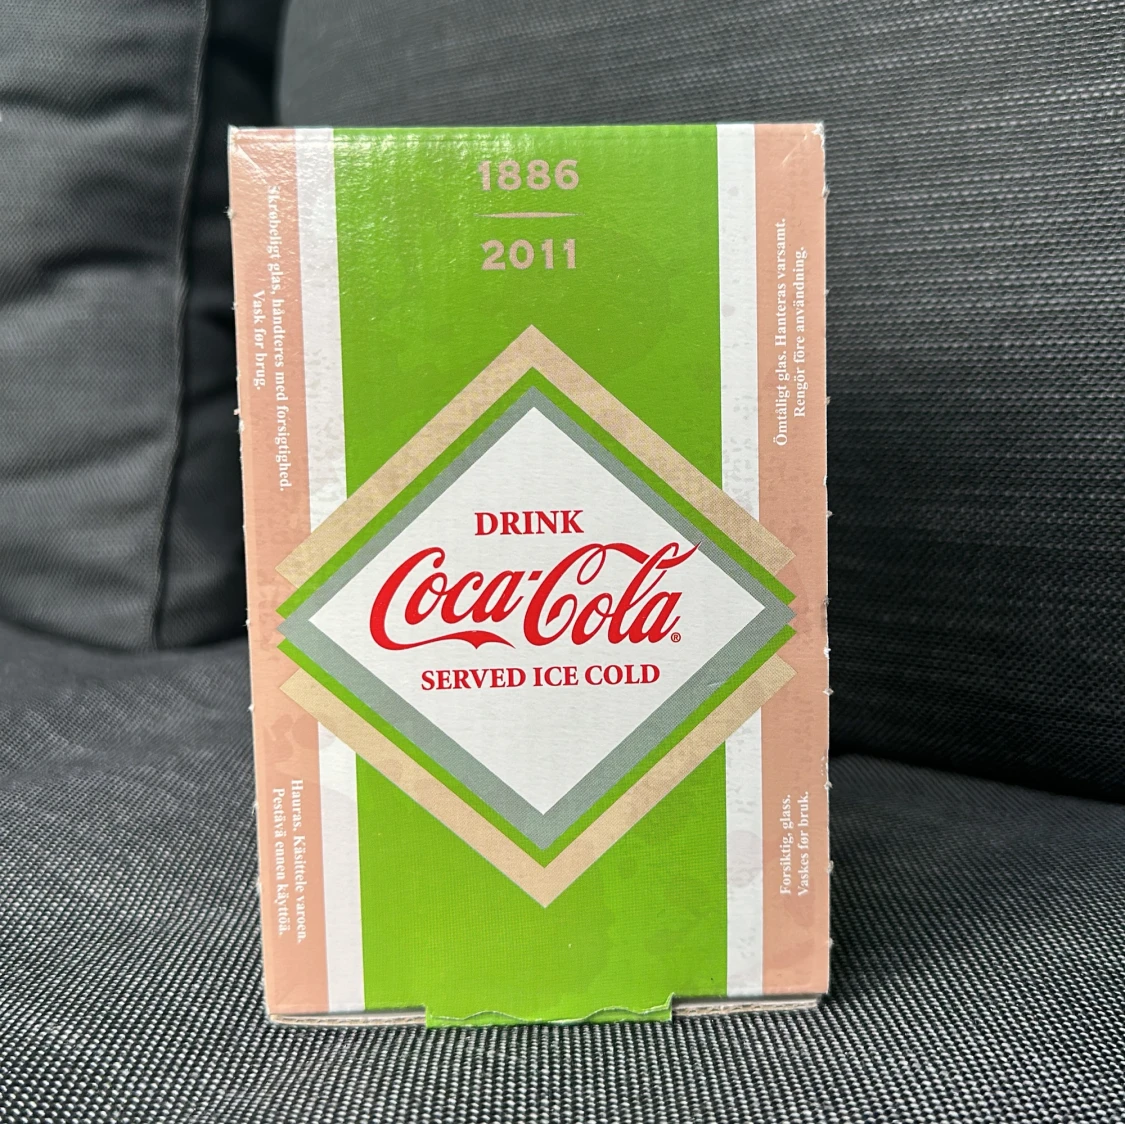 1886
2011
Skrøbeligt glas, håndteres med forsigtighed.
Vask før brug.
Ömtåligt glas. Hanteras varsamt.
Rengör före användning.
DRINK
Coca-Cola®
SERVED ICE COLD
Hauras. Käsittele varoen.
Pestävä ennen käyttöä.
Forsiktig, glass.
Vaskes før bruk.